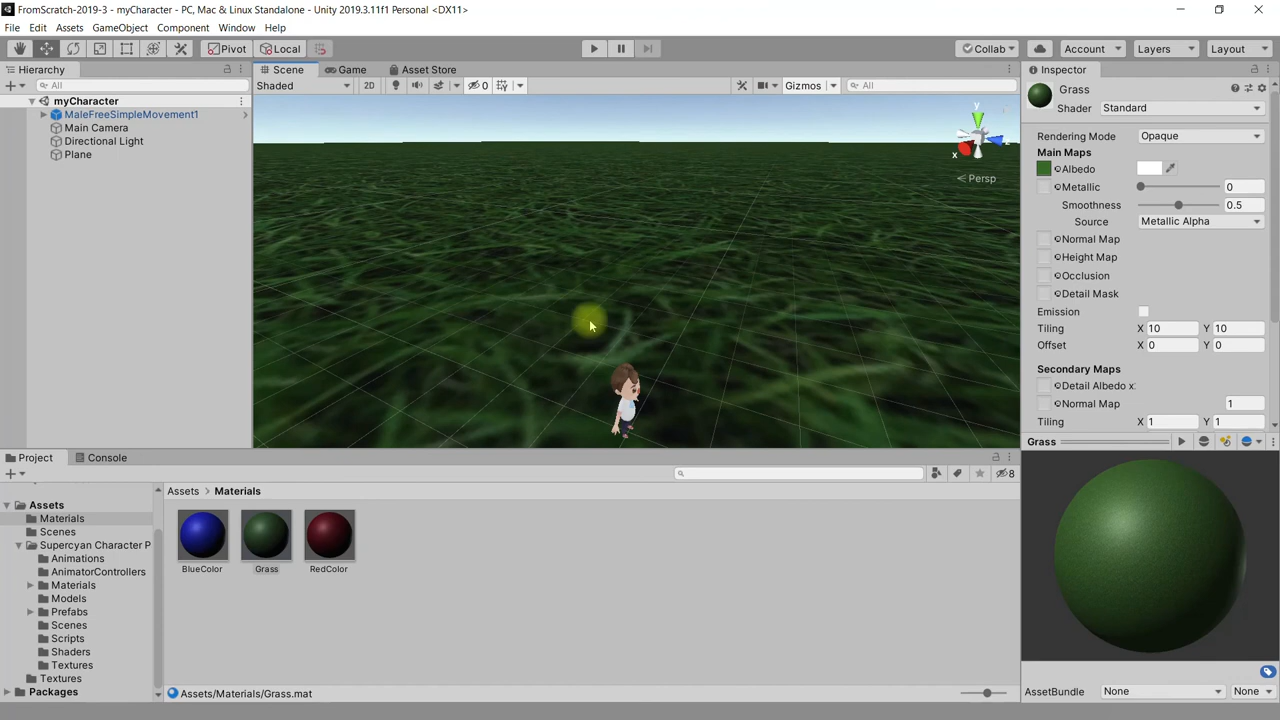 FromScratch-2019-3 - myCharacter - PC, Mac & Linux Standalone - Unity 2019.3.11f1 Personal <DX11>
File Edit Assets GameObject Component Window Help
Pivot Local Collab Account Layers Layout
Hierarchy
All
myCharacter
MaleFreeSimpleMovement1
Main Camera
Directional Light
Plane
Scene Game Asset Store
Shaded 2D 0 Gizmos All
y
x
Persp
Inspector
Grass
Shader Standard
Rendering Mode Opaque
Main Maps
Albedo
Metallic 0
Smoothness 0.5
Source Metallic Alpha
Normal Map
Height Map
Occlusion
Detail Mask
Emission
Tiling X 10 Y 10
Offset X 0 Y 0
Secondary Maps
Detail Albedo x:
Normal Map 1
Tiling X 1 Y 1
Grass
AssetBundle None None
Project Console
8
Assets
Materials
Scenes
Supercyan Character P
Animations
AnimatorControllers
Materials
Models
Prefabs
Scenes
Scripts
Shaders
Textures
Textures
Packages
Assets > Materials
BlueColor Grass RedColor
Assets/Materials/Grass.mat